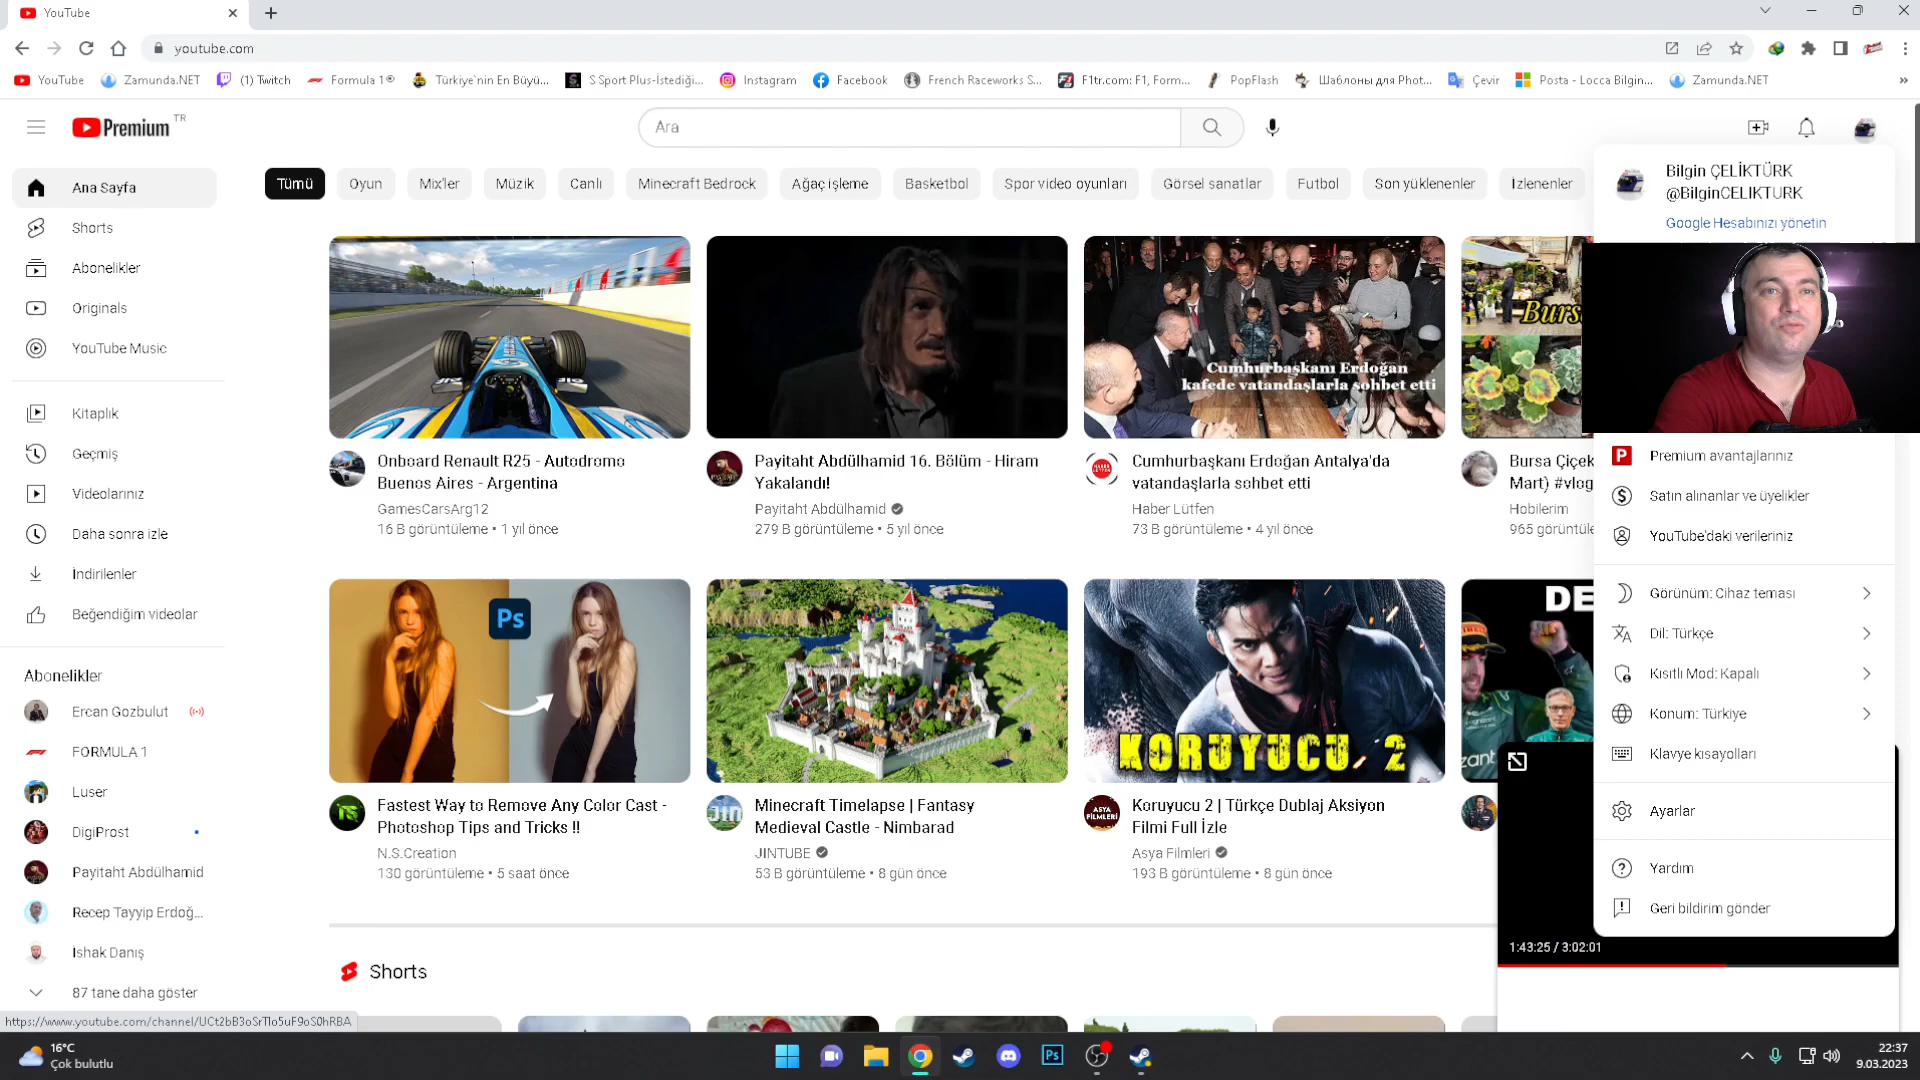 YouTube
youtube.com
YouTube
Zamunda.NET
(1) Twitch
Formula 1®
Türkiye'nin En Büyü...
S Sport Plus-İstediği...
Instagram
Facebook
French Raceworks S...
F1tr.com: F1, Form...
PopFlash
Шаблоны для Phot...
Çevir
Posta - Locca Bilgin...
Zamunda.NET
Premium TR
Ara
Ana Sayfa
Shorts
Abonelikler
Originals
YouTube Music
Kitaplık
Geçmiş
Videolarınız
Daha sonra izle
İndirilenler
Beğendiğim videolar
Abonelikler
Ercan Gozbulut
FORMULA 1
Luser
DigiProst
Payitaht Abdülhamid
Recep Tayyip Erdoğ...
İshak Danış
87 tane daha göster
https://www.youtube.com/channel/UCt2bB3oSrTlo5uF9oS0hRBA
Tümü
Oyun
Mix'ler
Müzik
Canlı
Minecraft Bedrock
Ağaç işleme
Basketbol
Spor video oyunları
Görsel sanatlar
Futbol
Son yüklenenler
İzlenenler
Onboard Renault R25 - Autodromo
Buenos Aires - Argentina
GamesCarsArg12
16 B görüntüleme • 1 yıl önce
Payitaht Abdülhamid 16. Bölüm - Hiram
Yakalandı!
Payitaht Abdülhamid
279 B görüntüleme • 5 yıl önce
Cumhurbaşkanı Erdoğan
kafede vatandaşlarla sohbet etti
Cumhurbaşkanı Erdoğan Antalya'da
vatandaşlarla sohbet etti
Haber Lütfen
73 B görüntüleme • 4 yıl önce
Burs
Bursa Çiçek
Mart) #vlog
Hobilerim
965 görüntüle
Ps
Fastest Way to Remove Any Color Cast -
Photoshop Tips and Tricks !!
N.S.Creation
130 görüntüleme • 5 saat önce
Minecraft Timelapse | Fantasy
Medieval Castle - Nimbarad
JINTUBE
53 B görüntüleme • 8 gün önce
KORUYUCU 2
ASYA
FİLMLERİ
Koruyucu 2 | Türkçe Dublaj Aksiyon
Filmi Full İzle
Asya Filmleri
193 B görüntüleme • 8 gün önce
DE
zant
Shorts
Bilgin ÇELİKTÜRK
@BilginCELIKTURK
Google Hesabınızı yönetin
P
Premium avantajlarınız
Satın alınanlar ve üyelikler
YouTube'daki verileriniz
Görünüm: Cihaz teması
Dil: Türkçe
Kısıtlı Mod: Kapalı
Konum: Türkiye
Klavye kısayolları
Ayarlar
Yardım
Geri bildirim gönder
1:43:25 / 3:02:01
16°C
Çok bulutlu
Ps
22:37
9.03.2023